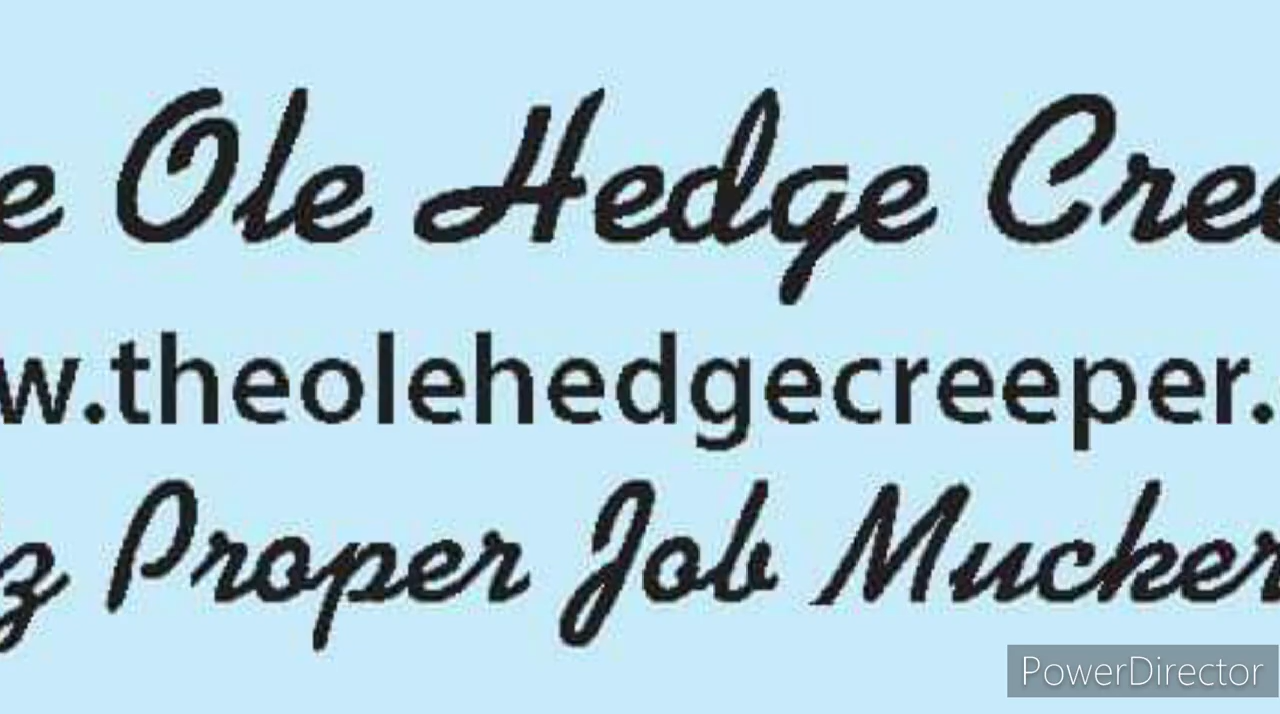 e Ole Hedge Cree
w.theolehedgecreeper.
z Proper Job Mucker
PowerDirector